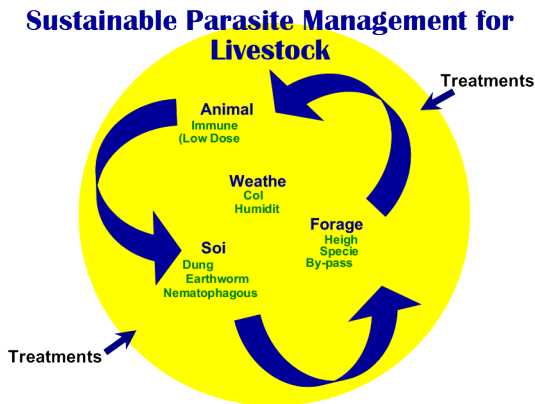 Sustainable Parasite Management for
Livestock
Treatments
Animal
Immune
(Low Dose
Weathe
Col
Humidit
Forage
Heigh
Specie
By-pass
Soi
Dung
Earthworm
Nematophagous
Treatments